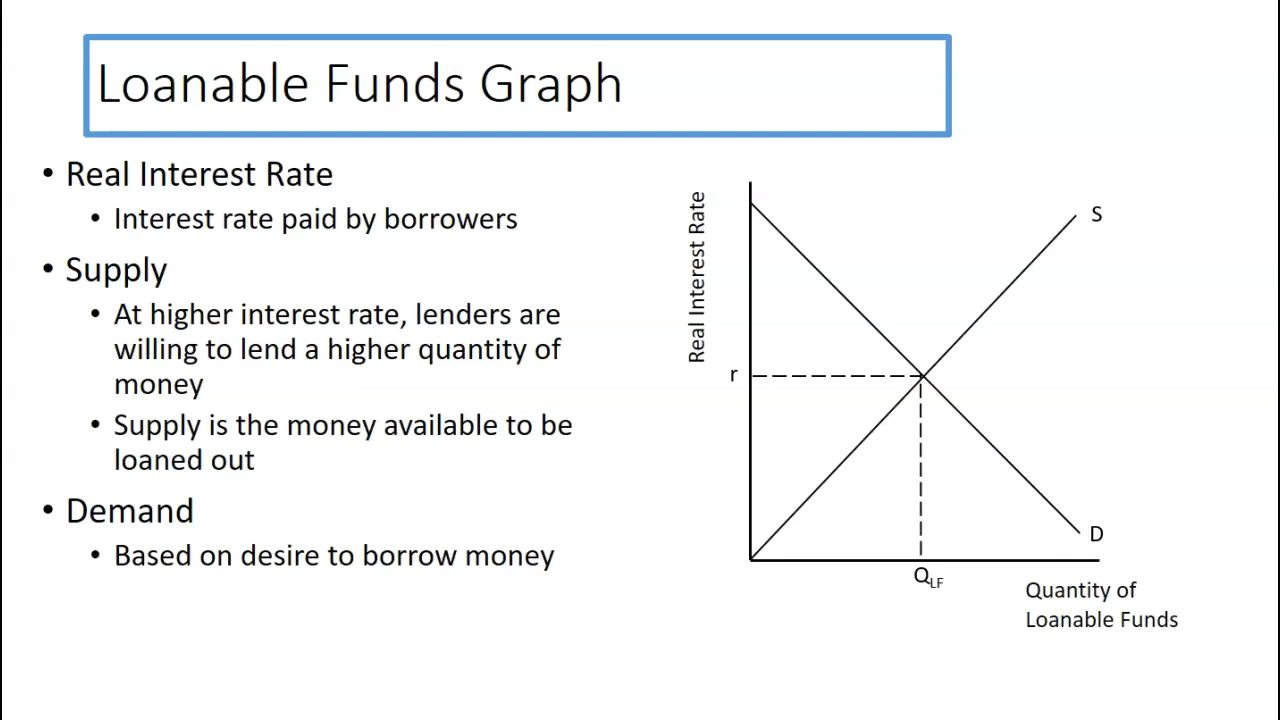 Loanable Funds Graph
• Real Interest Rate
• Interest rate paid by borrowers
• Supply
• At higher interest rate, lenders are
willing to lend a higher quantity of
money
• Supply is the money available to be
loaned out
• Demand
• Based on desire to borrow money
Real Interest Rate
S
r
D
QLF
Quantity of
Loanable Funds